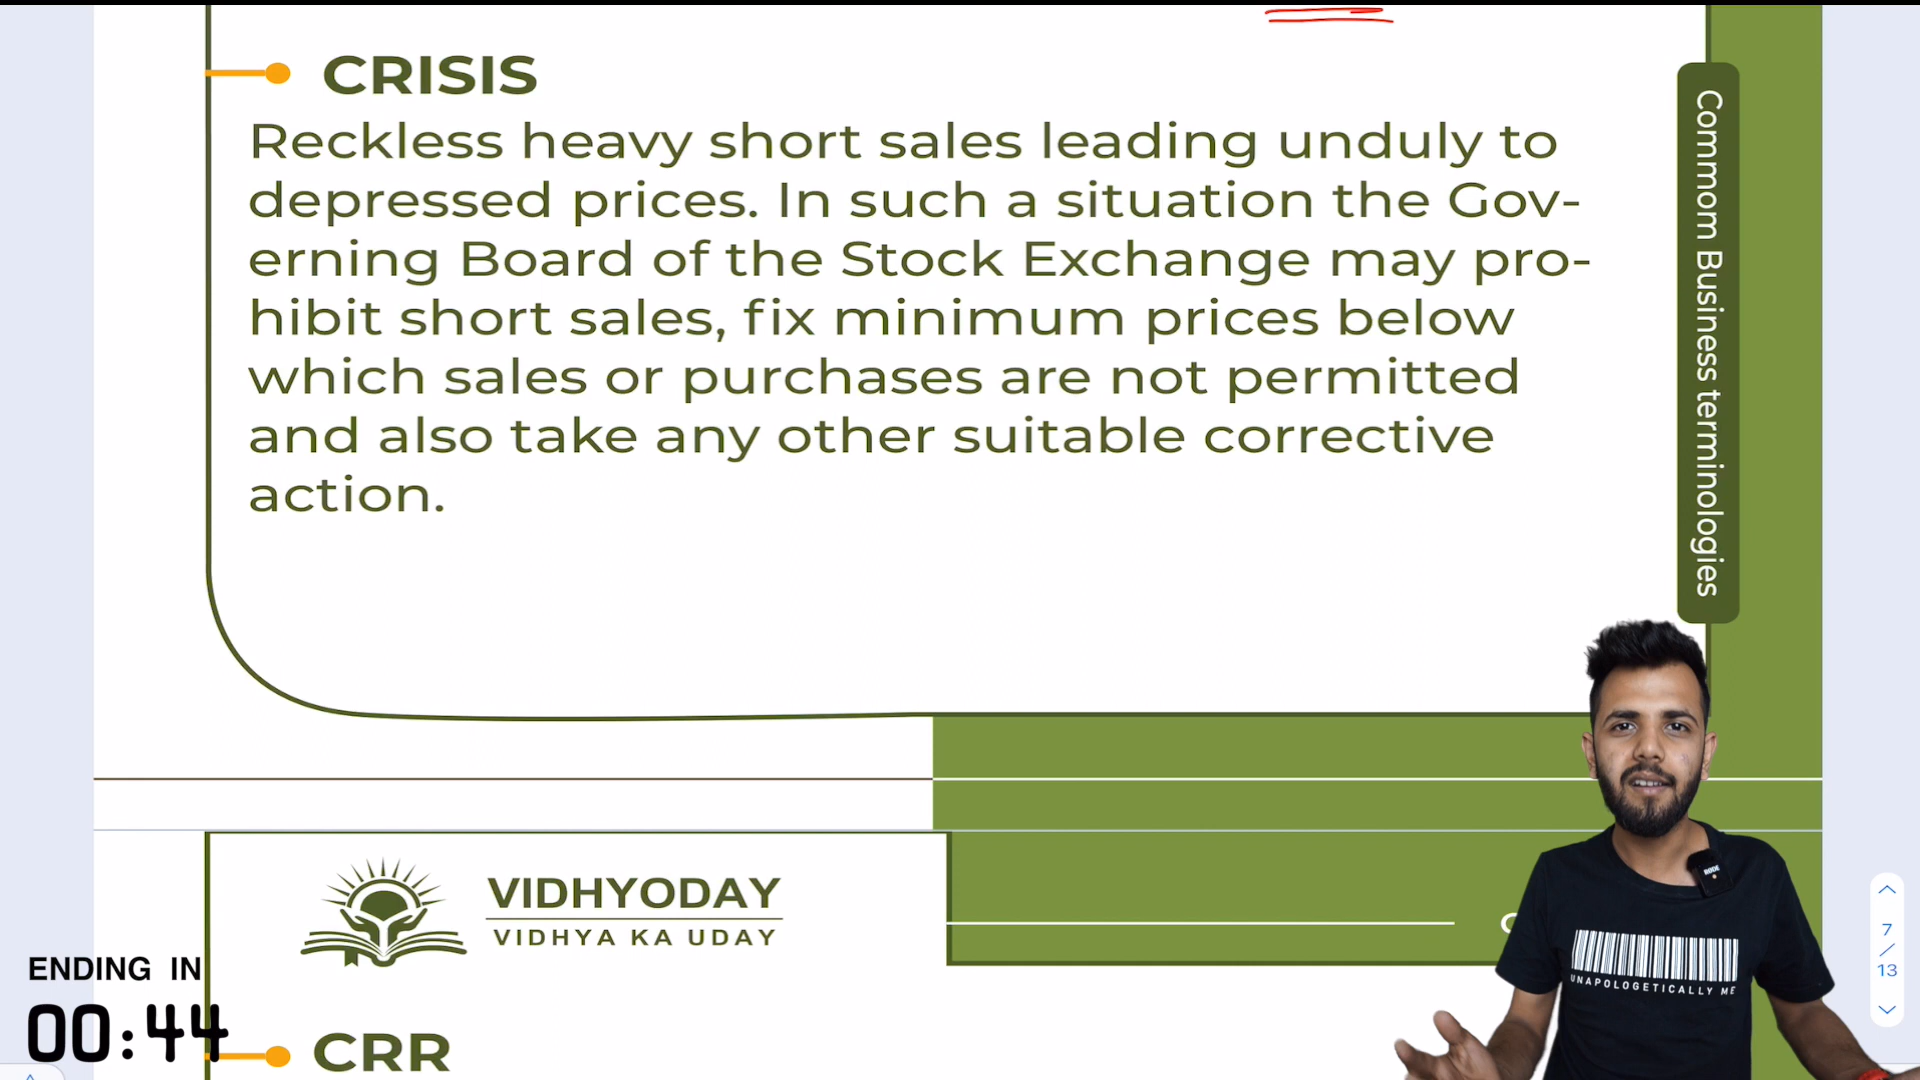 CRISIS
Reckless heavy short sales leading unduly to
depressed prices. In such a situation the Gov-
erning Board of the Stock Exchange may pro-
hibit short sales, fix minimum prices below
which sales or purchases are not permitted
and also take any other suitable corrective
action.
Commom Business terminologies
VIDHYODAY
VIDHYA KA UDAY
ENDING IN
00:44
CRR
RODE
UNAPOLOGETICALLY ME
7
/
13